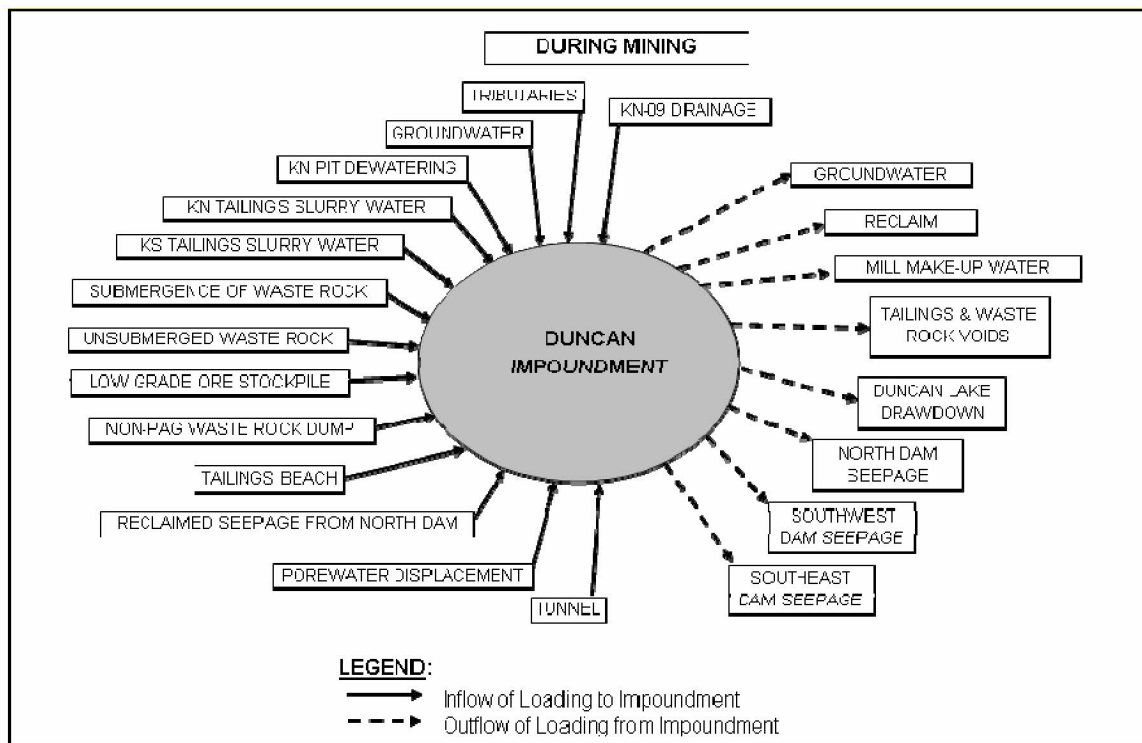 DURING MINING
TRIBUTARIES
KN-09 DRAINAGE
GROUNDWATER
KN PIT DEWATERING
KN TAILINGS SLURRY WATER
KS TAILINGS SLURRY WATER
SUBMERGENCE OF WASTE ROCK
UNSUBMERGED WASTE ROCK
LOW GRADE ORE STOCKPILE
NON-PAG WASTE ROCK DUMP
TAILINGS BEACH
RECLAIMED SEEPAGE FROM NORTH DAM
POREWATER DISPLACEMENT
TUNNEL
DUNCAN
IMPOUNDMENT
GROUNDWATER
RECLAIM
MILL MAKE-UP WATER
TAILINGS & WASTE
ROCK VOIDS
DUNCAN LAKE
DRAWDOWN
NORTH DAM
SEEPAGE
SOUTHWEST
DAM SEEPAGE
SOUTHEAST
DAM SEEPAGE
LEGEND:
Inflow of Loading to Impoundment
Outflow of Loading from Impoundment